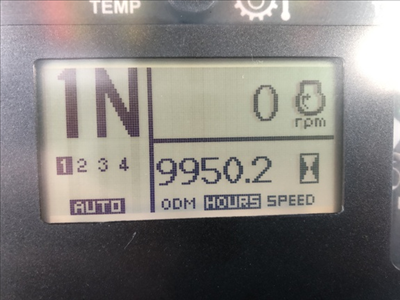 TEMP
1N
0 rpm
1 2 3 4
9950.2
AUTO
ODM HOURS SPEED